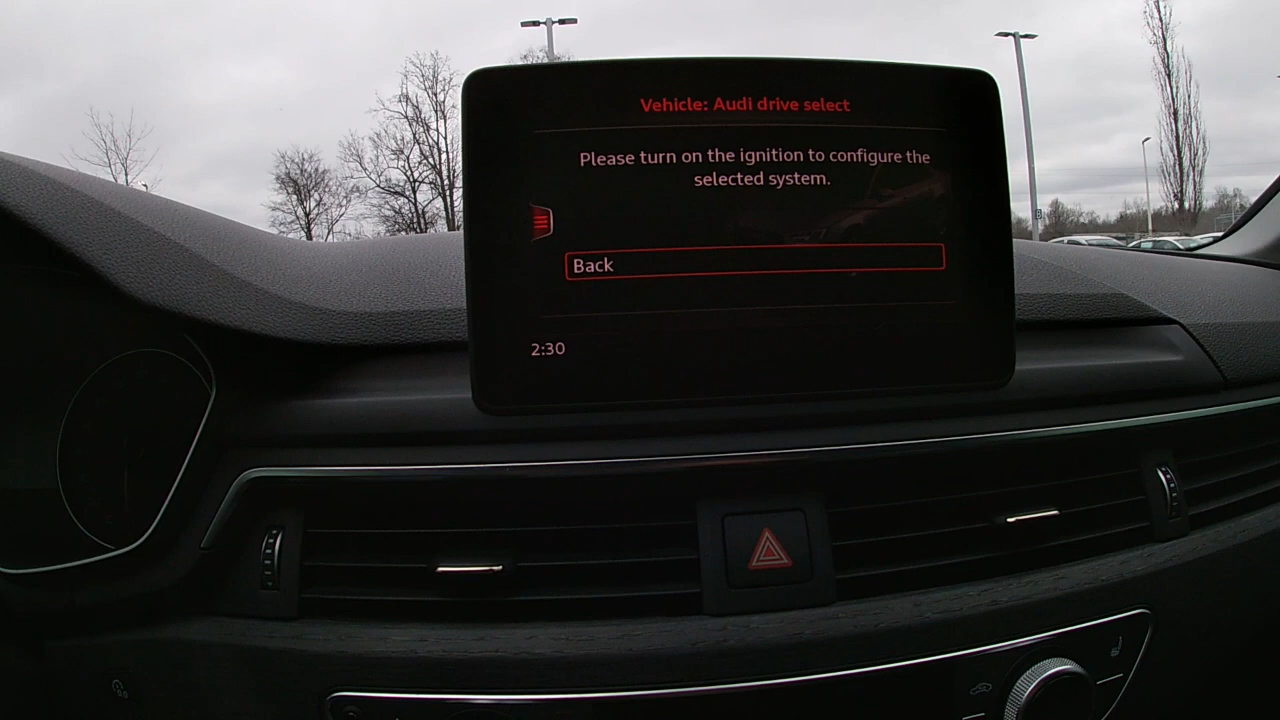 Vehicle: Audi drive select
Please turn on the ignition to configure the
selected system.
Back
2:30